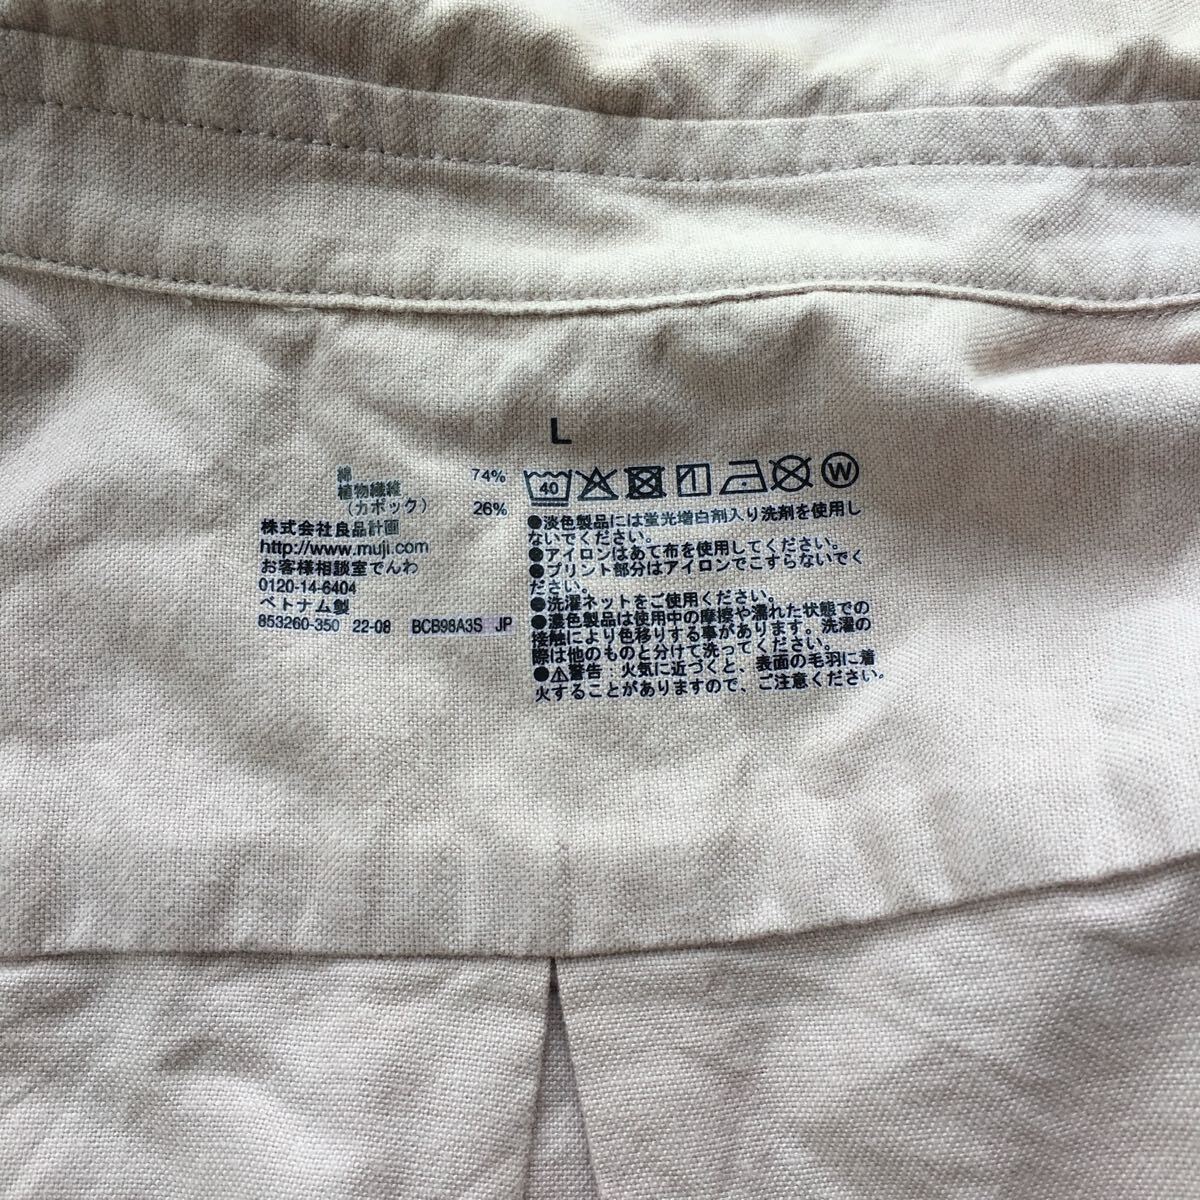 L
綿 74%
植物繊維
（カポック） 26%
株式会社良品計画
http://www.muji.com
お客様相談室でんわ
0120-14-6404
ベトナム製
853260-350 22-08 BCB98A3S JP
40 W
●淡色製品には蛍光増白剤入り洗剤を使用し
ないでください。
●アイロンはあて布を使用してください。
●プリント部分はアイロンでこすらないでく
ださい。
●洗濯ネットをご使用ください。
●濃色製品は使用中の摩擦や濡れた状態での
接触により色移りする事があります。洗濯の
際は他のものと分けて洗ってください。
●⚠警告：火気に近づくと、表面の毛羽に着
火することがありますので、ご注意ください。